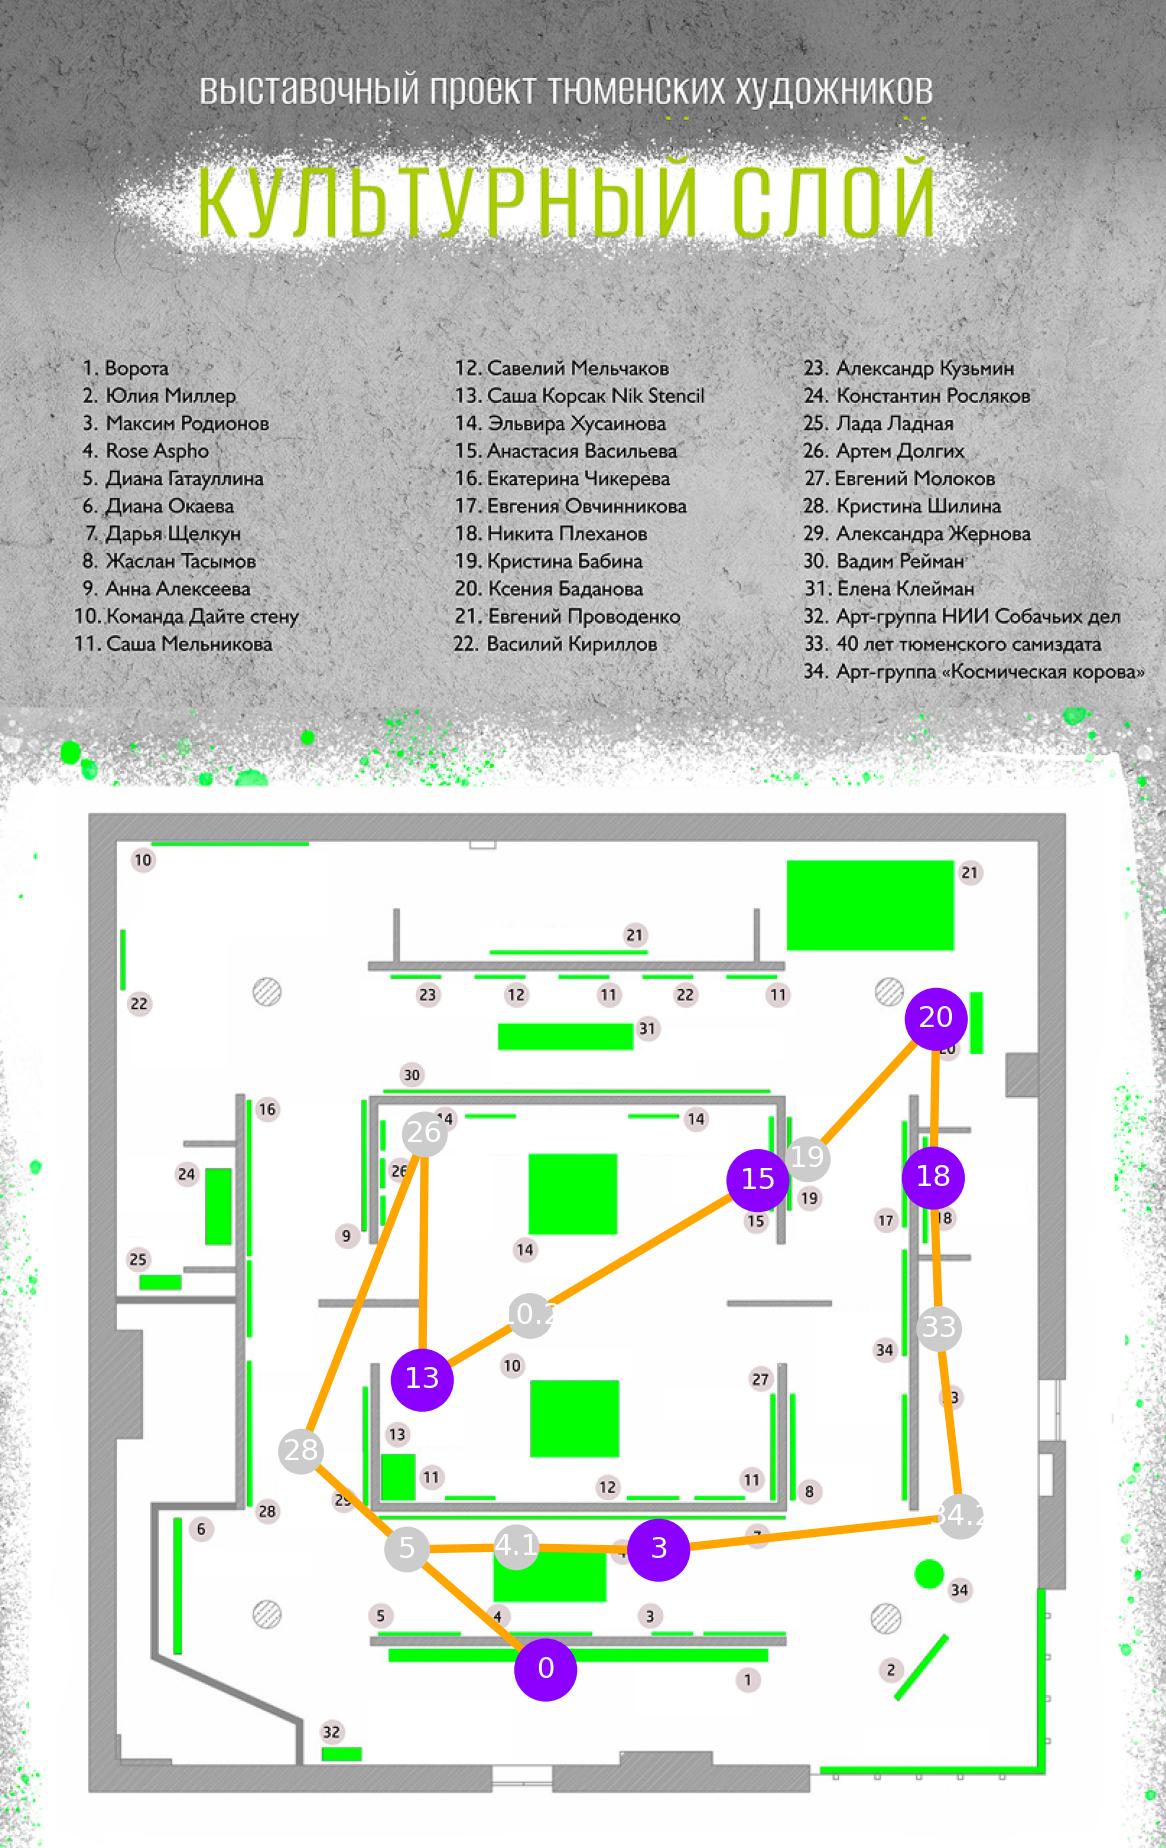 выставочный проект тюменских художников
КУЛЬТУРНЫЙ СЛОЙ
1. Ворота
2. Юлия Миллер
3. Максим Родионов
4. Rose Aspho
5. Диана Гатауллина
6. Диана Окаева
7. Дарья Щелкун
8. Жаслан Тасымов
9. Анна Алексеева
10. Команда Дайте стену
11. Саша Мельникова
12. Савелий Мельчаков
13. Саша Корсак Nik Stencil
14. Эльвира Хусаинова
15. Анастасия Васильева
16. Екатерина Чикерева
17. Евгения Овчинникова
18. Никита Плеханов
19. Кристина Бабина
20. Ксения Баданова
21. Евгений Проводенко
22. Василий Кириллов
23. Александр Кузьмин
24. Константин Росляков
25. Лада Ладная
26. Артем Долгих
27. Евгений Молоков
28. Кристина Шилина
29. Александра Жернова
30. Вадим Рейман
31. Елена Клейман
32. Арт-группа НИИ Собачьих дел
33. 40 лет тюменского самиздата
34. Арт-группа «Космическая корова»
10
21
21
22
23 12 11 22 11
31
20
30
16
26 14 14
24 26 15 19 18
9 15 19 17
25 14
33
34
10 27
13
13
28 11 12 11 8
28
6
5 4.1 3
34
5 4 3
0 1 2
32